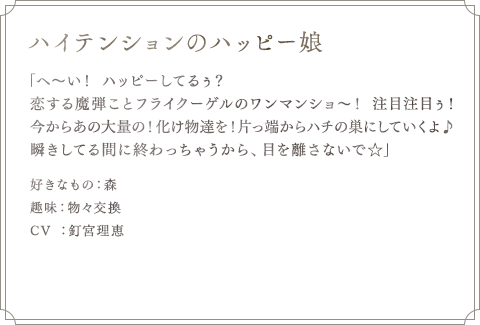 ハイテンションのハッピー娘
「へ〜い！ ハッピーしてるぅ？
恋する魔弾ことフライクーゲルのワンマンショ〜！ 注目注目ぅ！
今からあの大量の！化け物達を！片っ端からハチの巣にしていくよ♪
瞬きしてる間に終わっちゃうから、目を離さないで☆」
好きなもの：森
趣味：物々交換
CV ：釘宮理恵